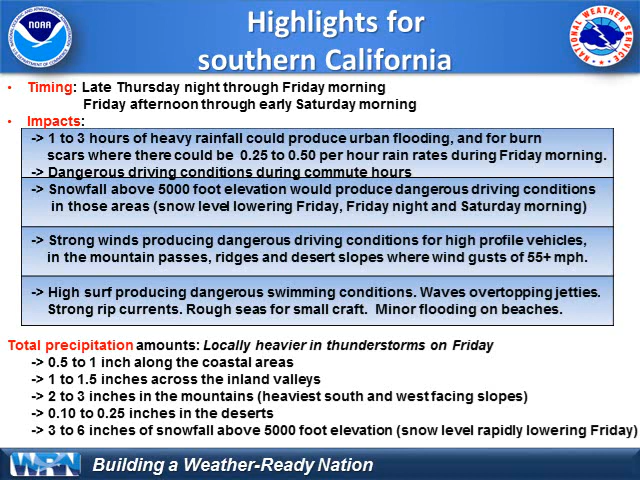 Highlights for
southern California
NOAA
NATIONAL WEATHER SERVICE
• Timing: Late Thursday night through Friday morning
Friday afternoon through early Saturday morning
• Impacts:
-> 1 to 3 hours of heavy rainfall could produce urban flooding, and for burn
scars where there could be 0.25 to 0.50 per hour rain rates during Friday morning.
-> Dangerous driving conditions during commute hours
-> Snowfall above 5000 foot elevation would produce dangerous driving conditions
in those areas (snow level lowering Friday, Friday night and Saturday morning)
-> Strong winds producing dangerous driving conditions for high profile vehicles,
in the mountain passes, ridges and desert slopes where wind gusts of 55+ mph.
-> High surf producing dangerous swimming conditions. Waves overtopping jetties.
Strong rip currents. Rough seas for small craft. Minor flooding on beaches.
Total precipitation amounts: Locally heavier in thunderstorms on Friday
-> 0.5 to 1 inch along the coastal areas
-> 1 to 1.5 inches across the inland valleys
-> 2 to 3 inches in the mountains (heaviest south and west facing slopes)
-> 0.10 to 0.25 inches in the deserts
-> 3 to 6 inches of snowfall above 5000 foot elevation (snow level rapidly lowering Friday)
WRN Building a Weather-Ready Nation